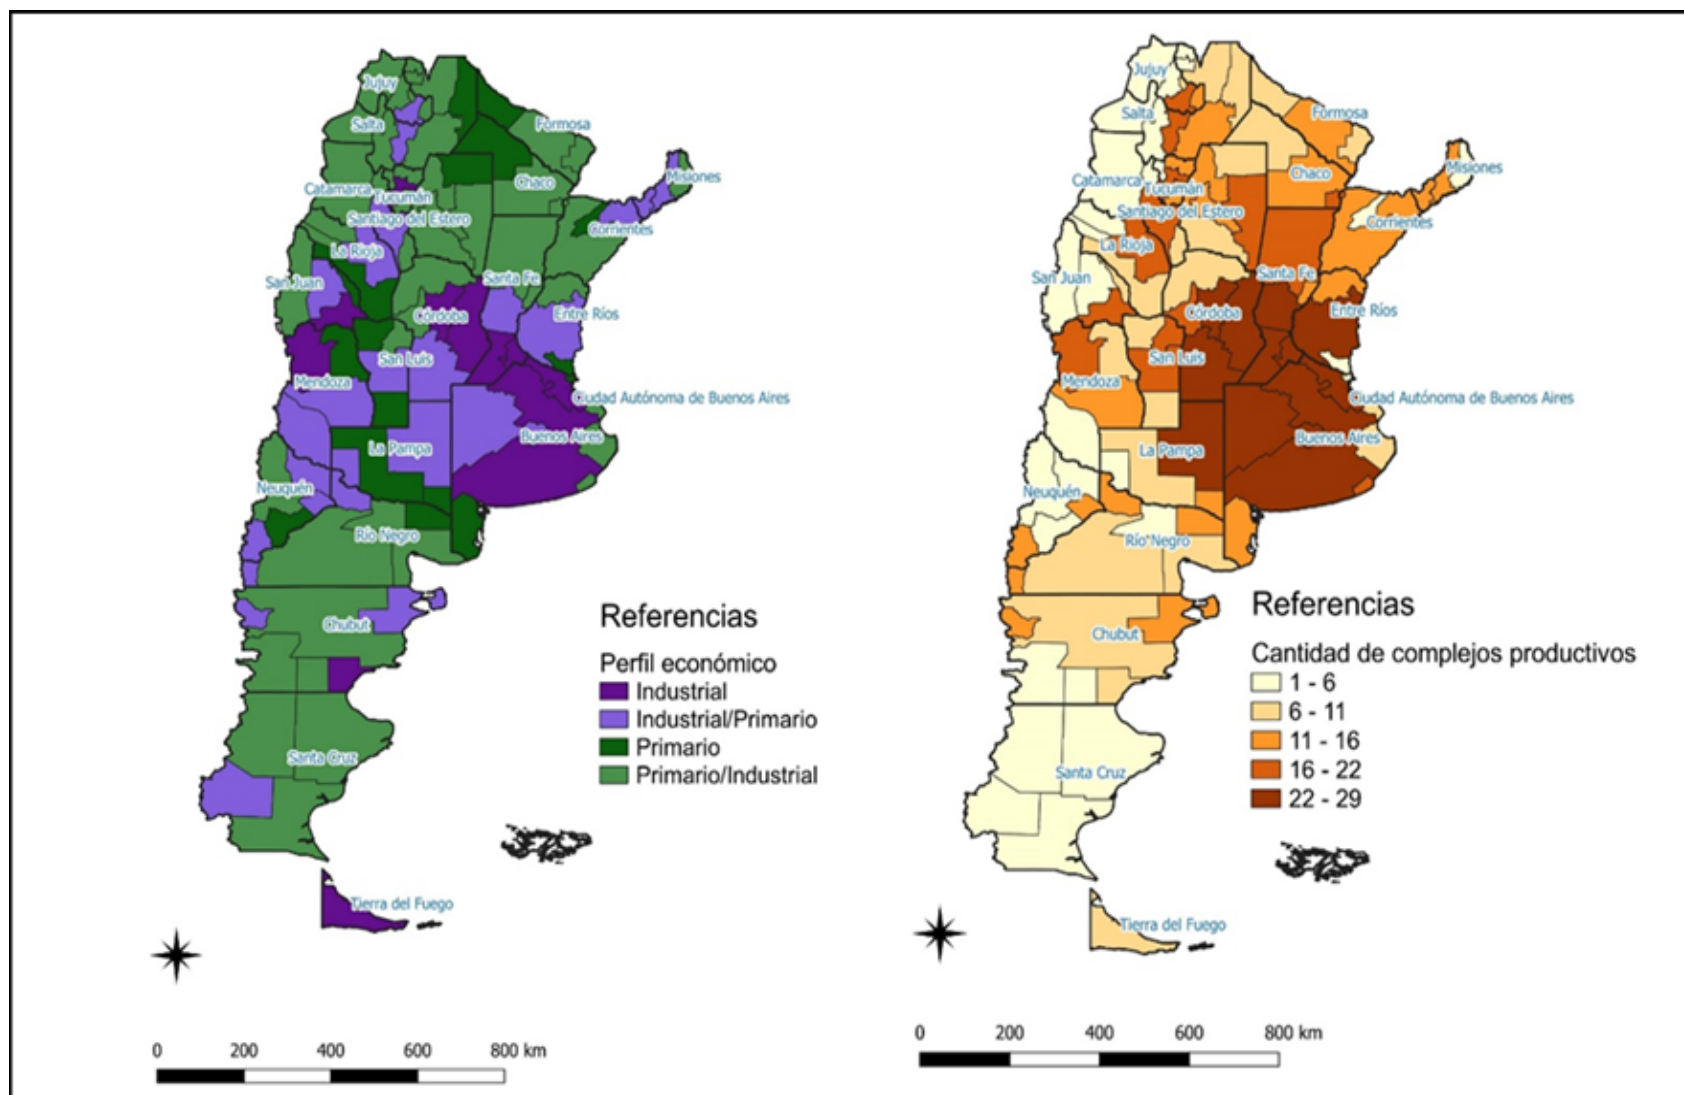 Jujuy
Salta
Formosa
Misiones
Catamarca
Tucumán
Chaco
Santiago del Estero
Corrientes
La Rioja
San Juan
Santa Fe
Córdoba
Entre Ríos
San Luis
Mendoza
Ciudad Autónoma de Buenos Aires
Buenos Aires
La Pampa
Neuquén
Río Negro
Chubut
Santa Cruz
Tierra del Fuego
Referencias
Perfil económico
Industrial
Industrial/Primario
Primario
Primario/Industrial
0 200 400 600 800 km
Jujuy
Salta
Formosa
Misiones
Catamarca
Tucumán
Chaco
Santiago del Estero
Corrientes
La Rioja
San Juan
Santa Fe
Córdoba
Entre Ríos
San Luis
Mendoza
Ciudad Autónoma de Buenos Aires
Buenos Aires
La Pampa
Neuquén
Río Negro
Chubut
Santa Cruz
Tierra del Fuego
Referencias
Cantidad de complejos productivos
1 - 6
6 - 11
11 - 16
16 - 22
22 - 29
0 200 400 600 800 km